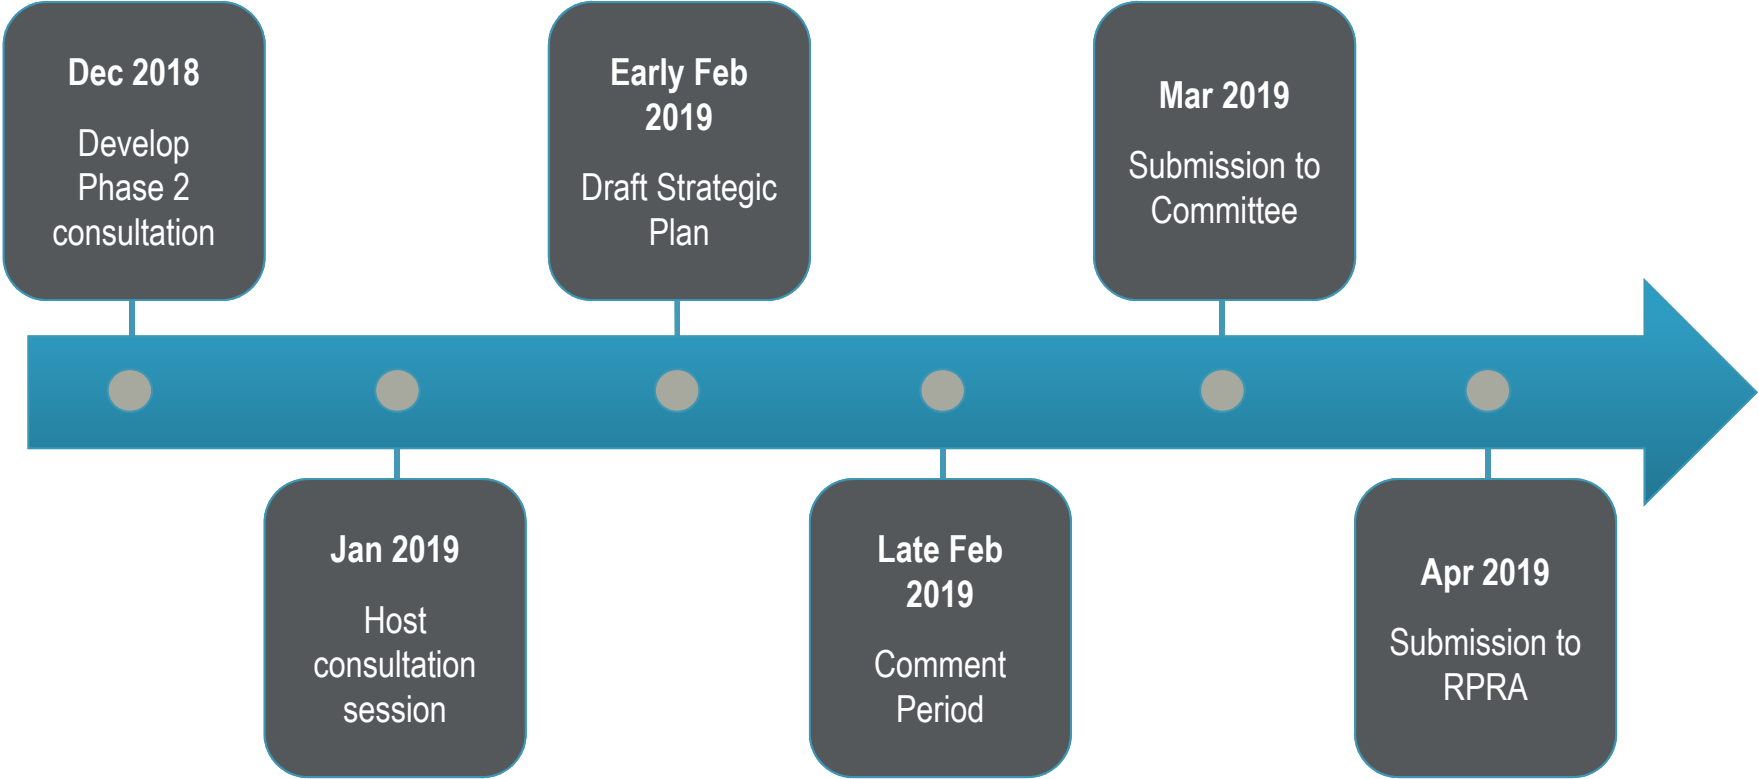 Dec 2018
Develop
Phase 2
consultation
Early Feb
2019
Draft Strategic
Plan
Mar 2019
Submission to
Committee
Jan 2019
Host
consultation
session
Late Feb
2019
Comment
Period
Apr 2019
Submission to
RPRA